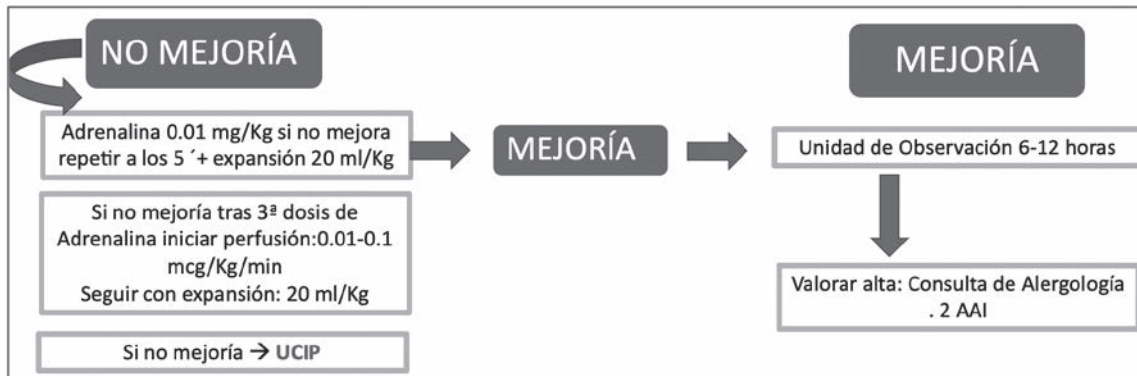 NO MEJORÍA
Adrenalina 0.01 mg/Kg si no mejora
repetir a los 5 ´+ expansión 20 ml/Kg
Si no mejoría tras 3ª dosis de
Adrenalina iniciar perfusión:0.01-0.1
mcg/Kg/min
Seguir con expansión: 20 ml/Kg
Si no mejoría → UCIP
MEJORÍA
MEJORÍA
Unidad de Observación 6-12 horas
Valorar alta: Consulta de Alergología
. 2 AAI